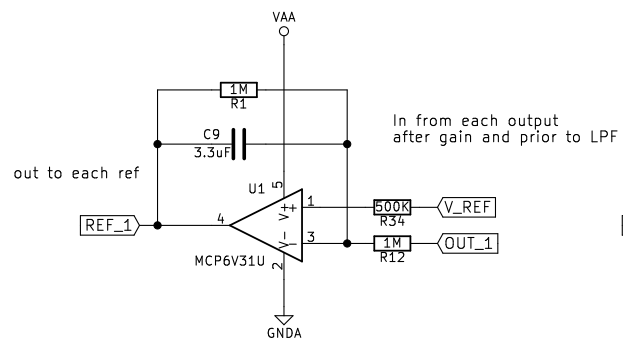 VAA
1M
R1
In from each output
after gain and prior to LPF
C9
3.3uF
out to each ref
U1
5
V+
+
1
500K
V_REF
R34
REF_1
4
V-
−
3
1M
OUT_1
R12
MCP6V31U
2
GNDA